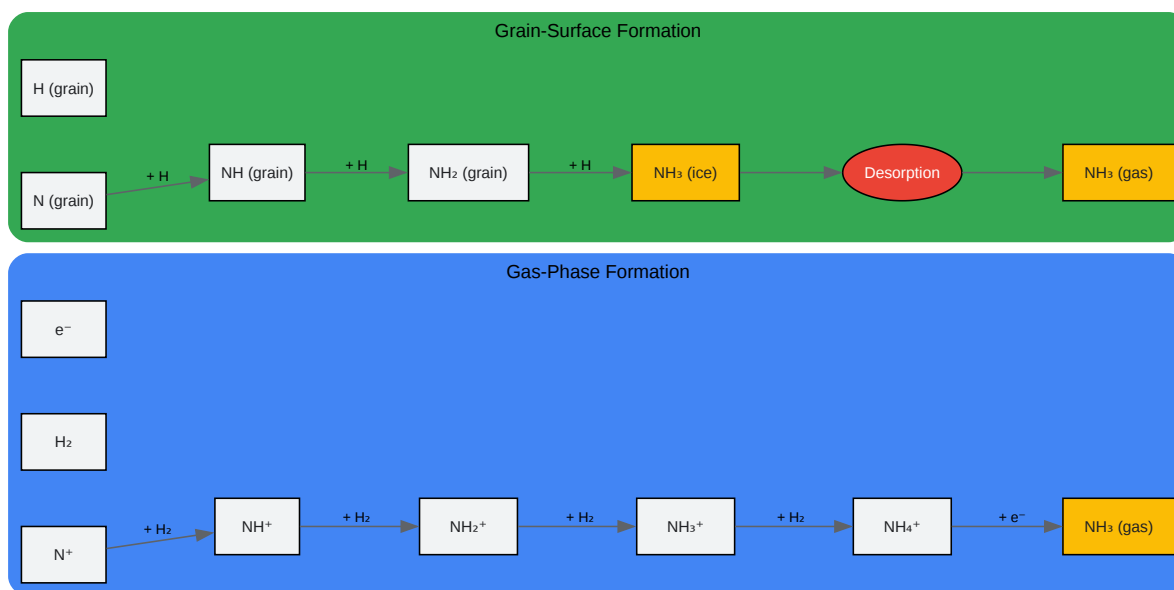 Grain-Surface Formation
H (grain)
N (grain)
+ H
NH (grain)
+ H
NH₂ (grain)
+ H
NH₃ (ice)
Desorption
NH₃ (gas)
Gas-Phase Formation
e⁻
H₂
N⁺
+ H₂
NH⁺
+ H₂
NH₂⁺
+ H₂
NH₃⁺
+ H₂
NH₄⁺
+ e⁻
NH₃ (gas)